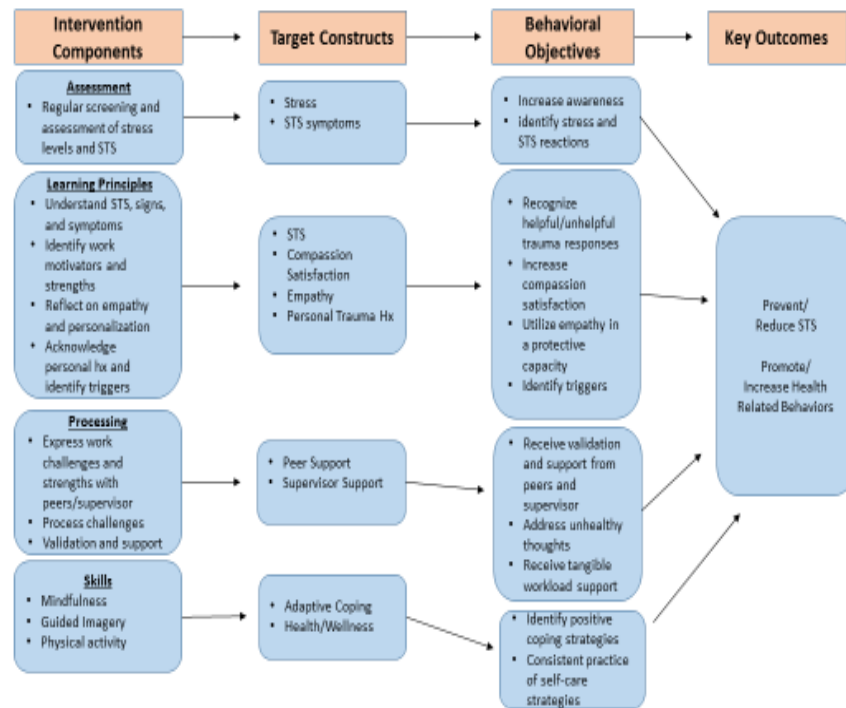 Intervention
Components
Target Constructs
Behavioral
Objectives
Key Outcomes
Assessment
• Regular screening and
assessment of stress
levels and STS
• Stress
• STS symptoms
• Increase awareness
• identify stress and
STS reactions
Learning Principles
• Understand STS, signs,
and symptoms
• Identify work
motivators and
strengths
• Reflect on empathy
and personalization
• Acknowledge
personal hx and
identify triggers
• STS
• Compassion
Satisfaction
• Empathy
• Personal Trauma Hx
• Recognize
helpful/unhelpful
trauma responses
• Increase
compassion
satisfaction
• Utilize empathy in
a protective
capacity
• Identify triggers
Prevent/
Reduce STS
Promote/
Increase Health
Related Behaviors
Processing
• Express work
challenges and
strengths with
peers/supervisor
• Process challenges
• Validation and support
• Peer Support
• Supervisor Support
• Receive validation
and support from
peers and
supervisor
• Address unhealthy
thoughts
• Receive tangible
workload support
Skills
• Mindfulness
• Guided Imagery
• Physical activity
• Adaptive Coping
• Health/Wellness
• Identify positive
coping strategies
• Consistent practice
of self-care
strategies